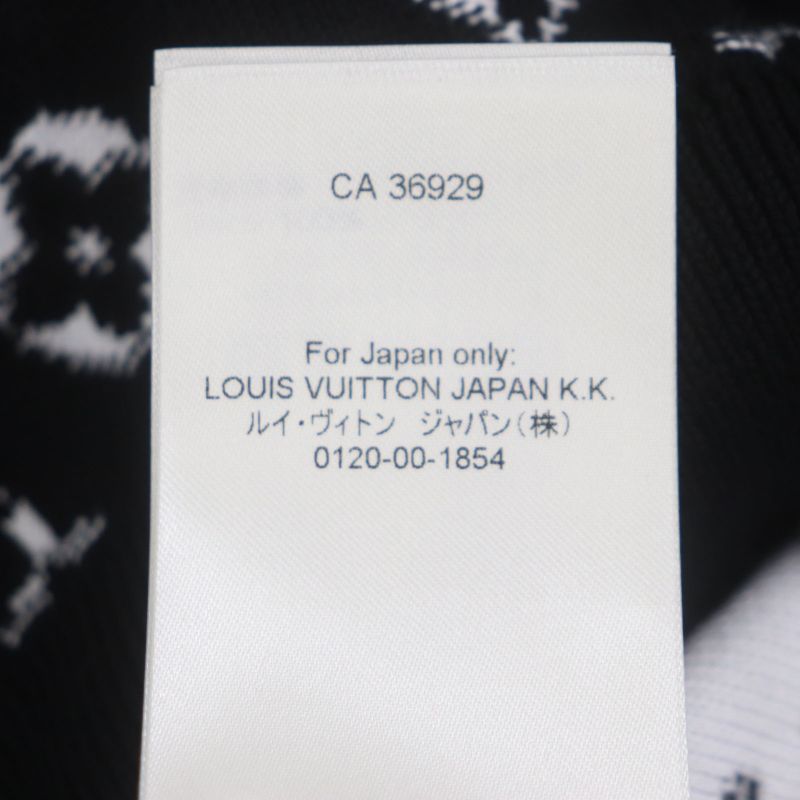 CA 36929
For Japan only:
LOUIS VUITTON JAPAN K.K.
ルイ・ヴィトン　ジャパン(株)
0120-00-1854